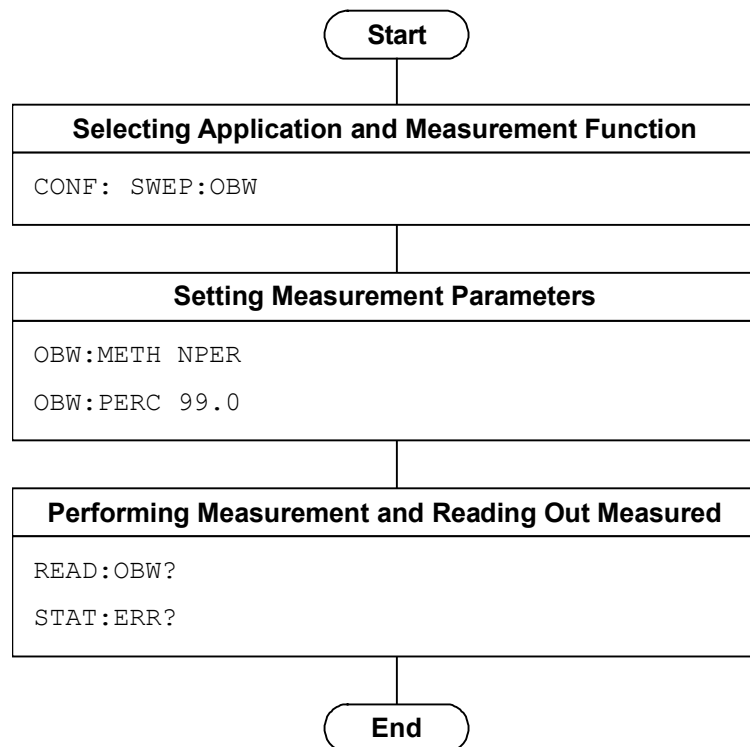 Start
Selecting Application and Measurement Function
CONF: SWEP:OBW
Setting Measurement Parameters
OBW:METH NPER
OBW:PERC 99.0
Performing Measurement and Reading Out Measured
READ:OBW?
STAT:ERR?
End